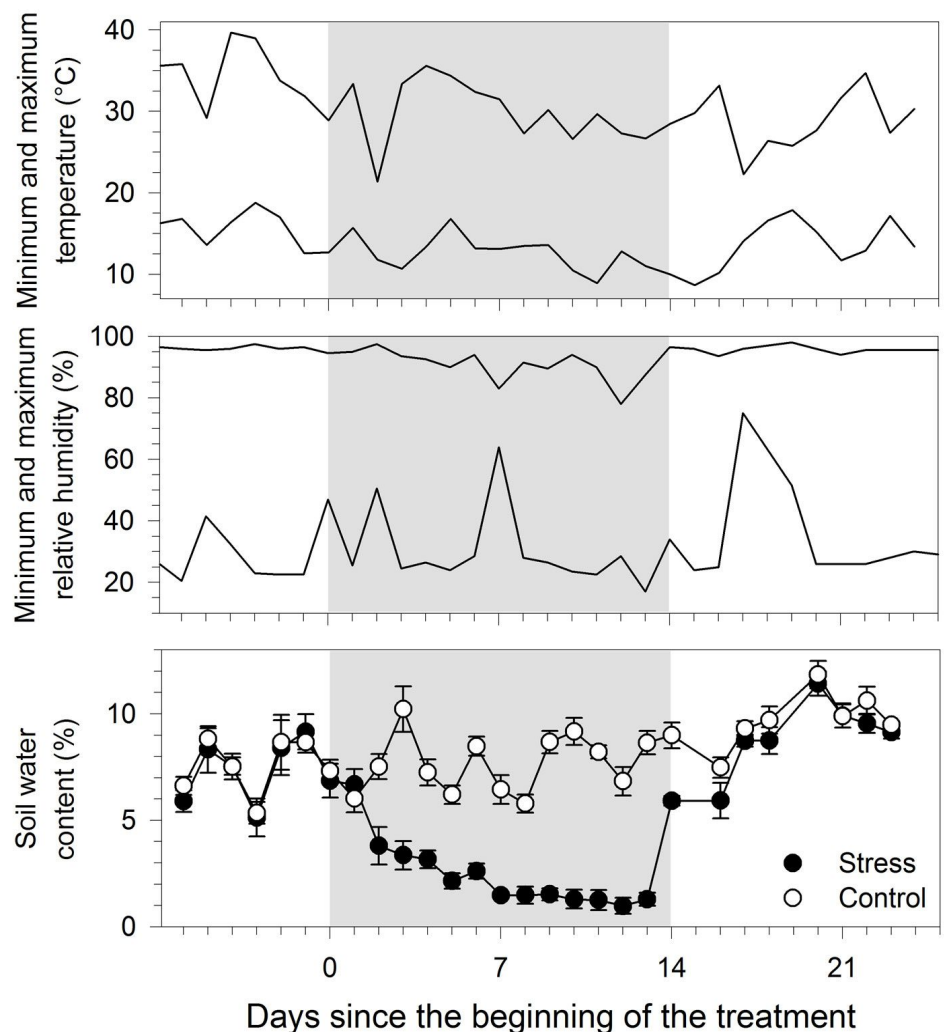 Minimum and maximum
temperature (°C)
40
30
20
10
Minimum and maximum
relative humidity (%)
100
80
60
40
20
Soil water
content (%)
10
5
0
Stress
Control
0 7 14 21
Days since the beginning of the treatment